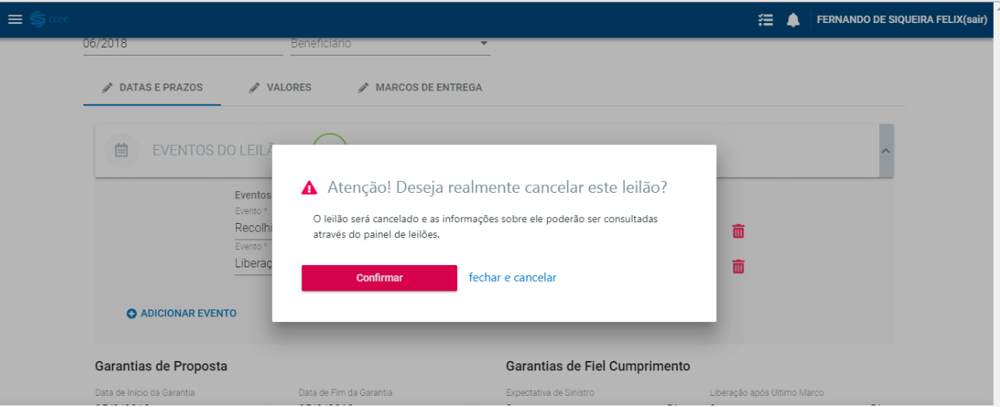 ccee
FERNANDO DE SIQUEIRA FELIX(sair)
06/2018
Beneficiário
DATAS E PRAZOS
VALORES
MARCOS DE ENTREGA
EVENTOS DO LEILÃ
Atenção! Deseja realmente cancelar este leilão?
O leilão será cancelado e as informações sobre ele poderão ser consultadas
através do painel de leilões.
Confirmar
fechar e cancelar
Eventos
Evento *
Recolhi
Evento *
Liberaç
ADICIONAR EVENTO
Garantias de Proposta
Garantias de Fiel Cumprimento
Data de Início da Garantia
Data de Fim da Garantia
Expectativa de Sinistro
Liberação após Ultimo Marco